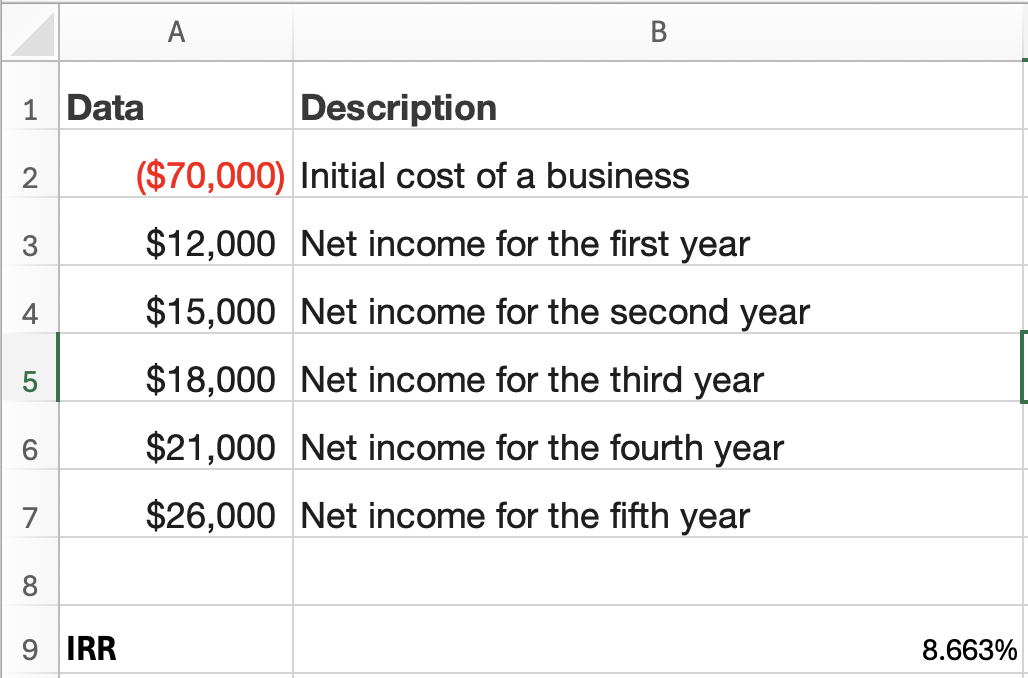 A B
1 Data Description
2 ($70,000) Initial cost of a business
3 $12,000 Net income for the first year
4 $15,000 Net income for the second year
5 $18,000 Net income for the third year
6 $21,000 Net income for the fourth year
7 $26,000 Net income for the fifth year
8
9 IRR 8.663%